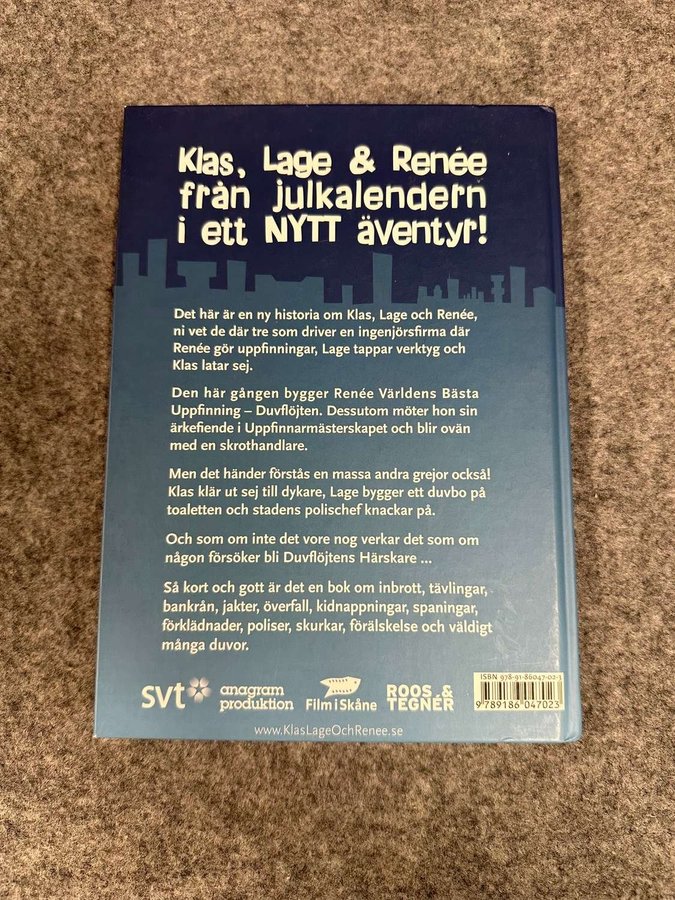 Klas, Lage & Renée
från julkalendern
i ett NYTT äventyr!
Det här är en ny historia om Klas, Lage och Renée,
ni vet de där tre som driver en ingenjörsfirma där
Renée gör uppfinningar, Lage tappar verktyg och
Klas latar sej.
Den här gången bygger Renée Världens Bästa
Uppfinning – Duvflöjten. Dessutom möter hon sin
ärkefiende i Uppfinnarmästerskapet och blir ovän
med en skrothandlare.
Men det händer förstås en massa andra grejor också!
Klas klär ut sej till dykare, Lage bygger ett duvbo på
toaletten och stadens polischef knackar på.
Och som om inte det vore nog verkar det som om
någon försöker bli Duvflöjtens Härskare ...
Så kort och gott är det en bok om inbrott, tävlingar,
bankrån, jakter, överfall, kidnappningar, spaningar,
förklädnader, poliser, skurkar, förälskelse och väldigt
många duvor.
svt
anagram
produktion
Film i Skåne
ROOS &
TEGNÉR
ISBN 978-91-86047-02-3
9 789186 047023
www.KlasLageOchRenee.se